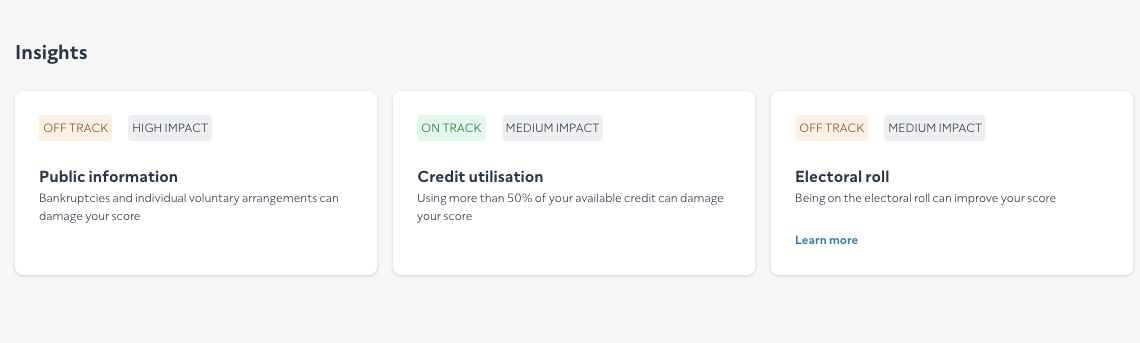 Insights
OFF TRACK HIGH IMPACT
Public information
Bankruptcies and individual voluntary arrangements can
damage your score
ON TRACK MEDIUM IMPACT
Credit utilisation
Using more than 50% of your available credit can damage
your score
OFF TRACK MEDIUM IMPACT
Electoral roll
Being on the electoral roll can improve your score
Learn more